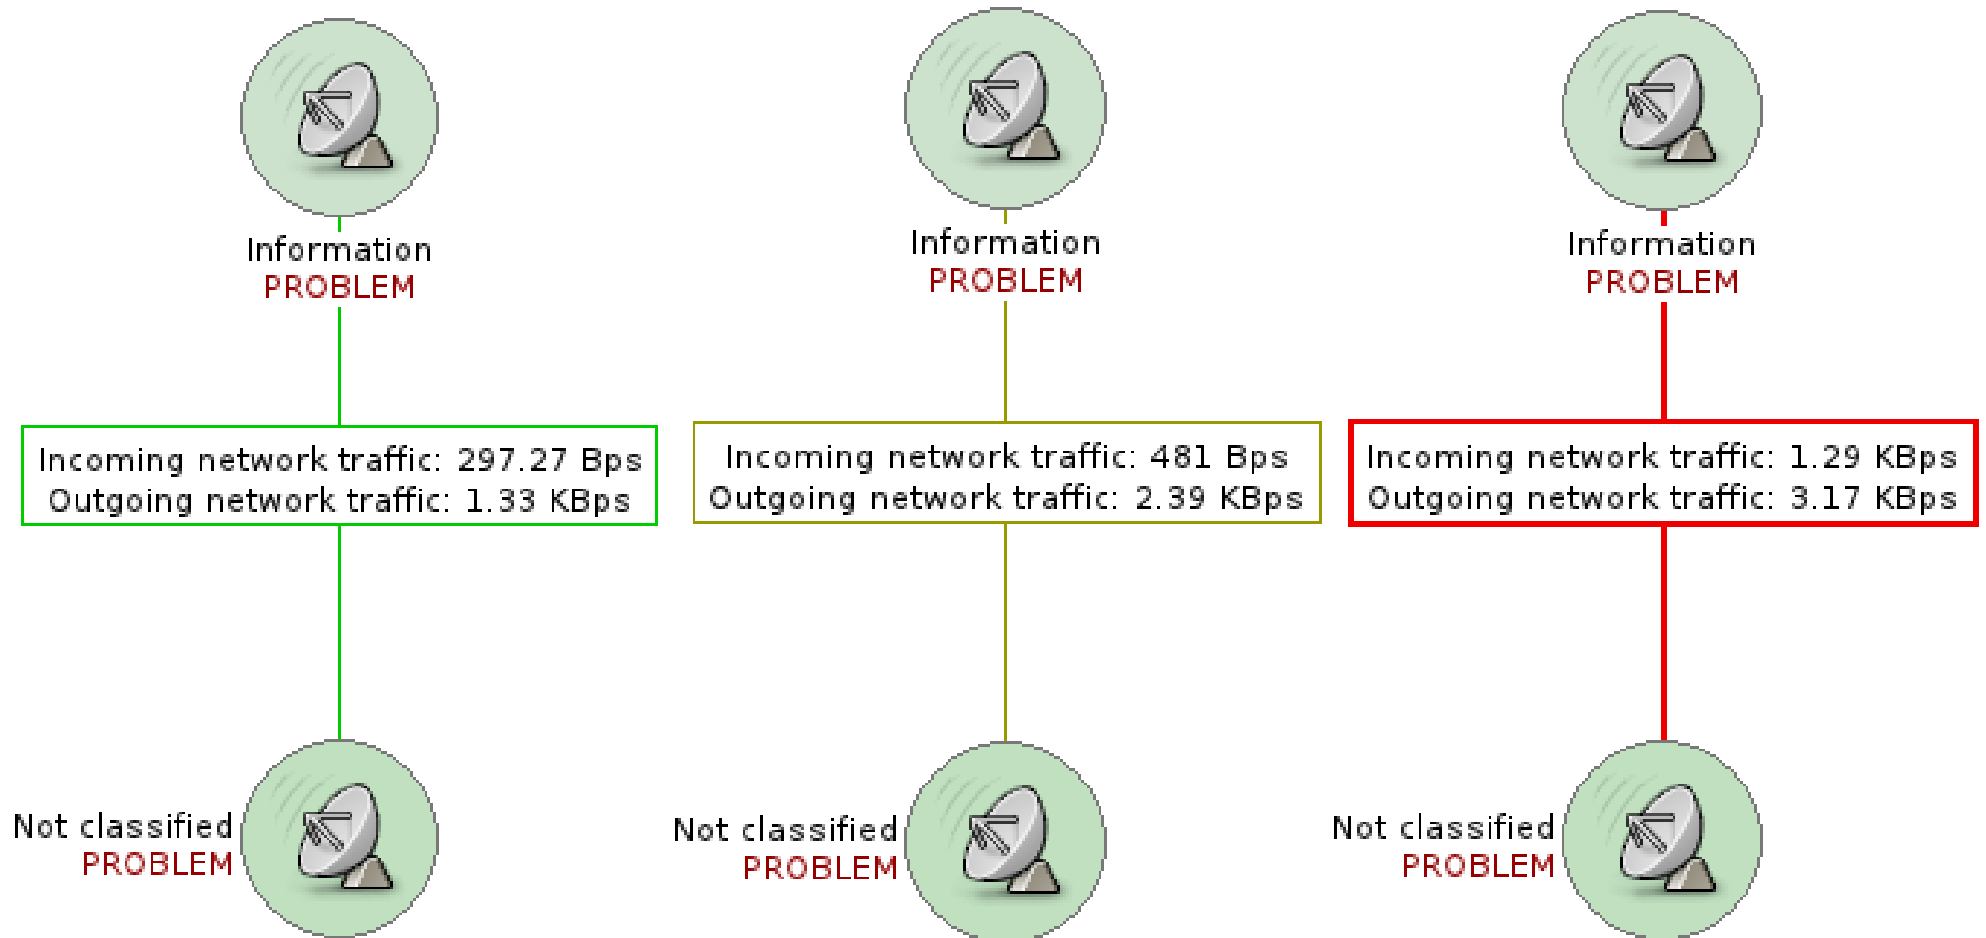 Information
PROBLEM
Incoming network traffic: 297.27 Bps
Outgoing network traffic: 1.33 KBps
Not classified
PROBLEM
Information
PROBLEM
Incoming network traffic: 481 Bps
Outgoing network traffic: 2.39 KBps
Not classified
PROBLEM
Information
PROBLEM
Incoming network traffic: 1.29 KBps
Outgoing network traffic: 3.17 KBps
Not classified
PROBLEM